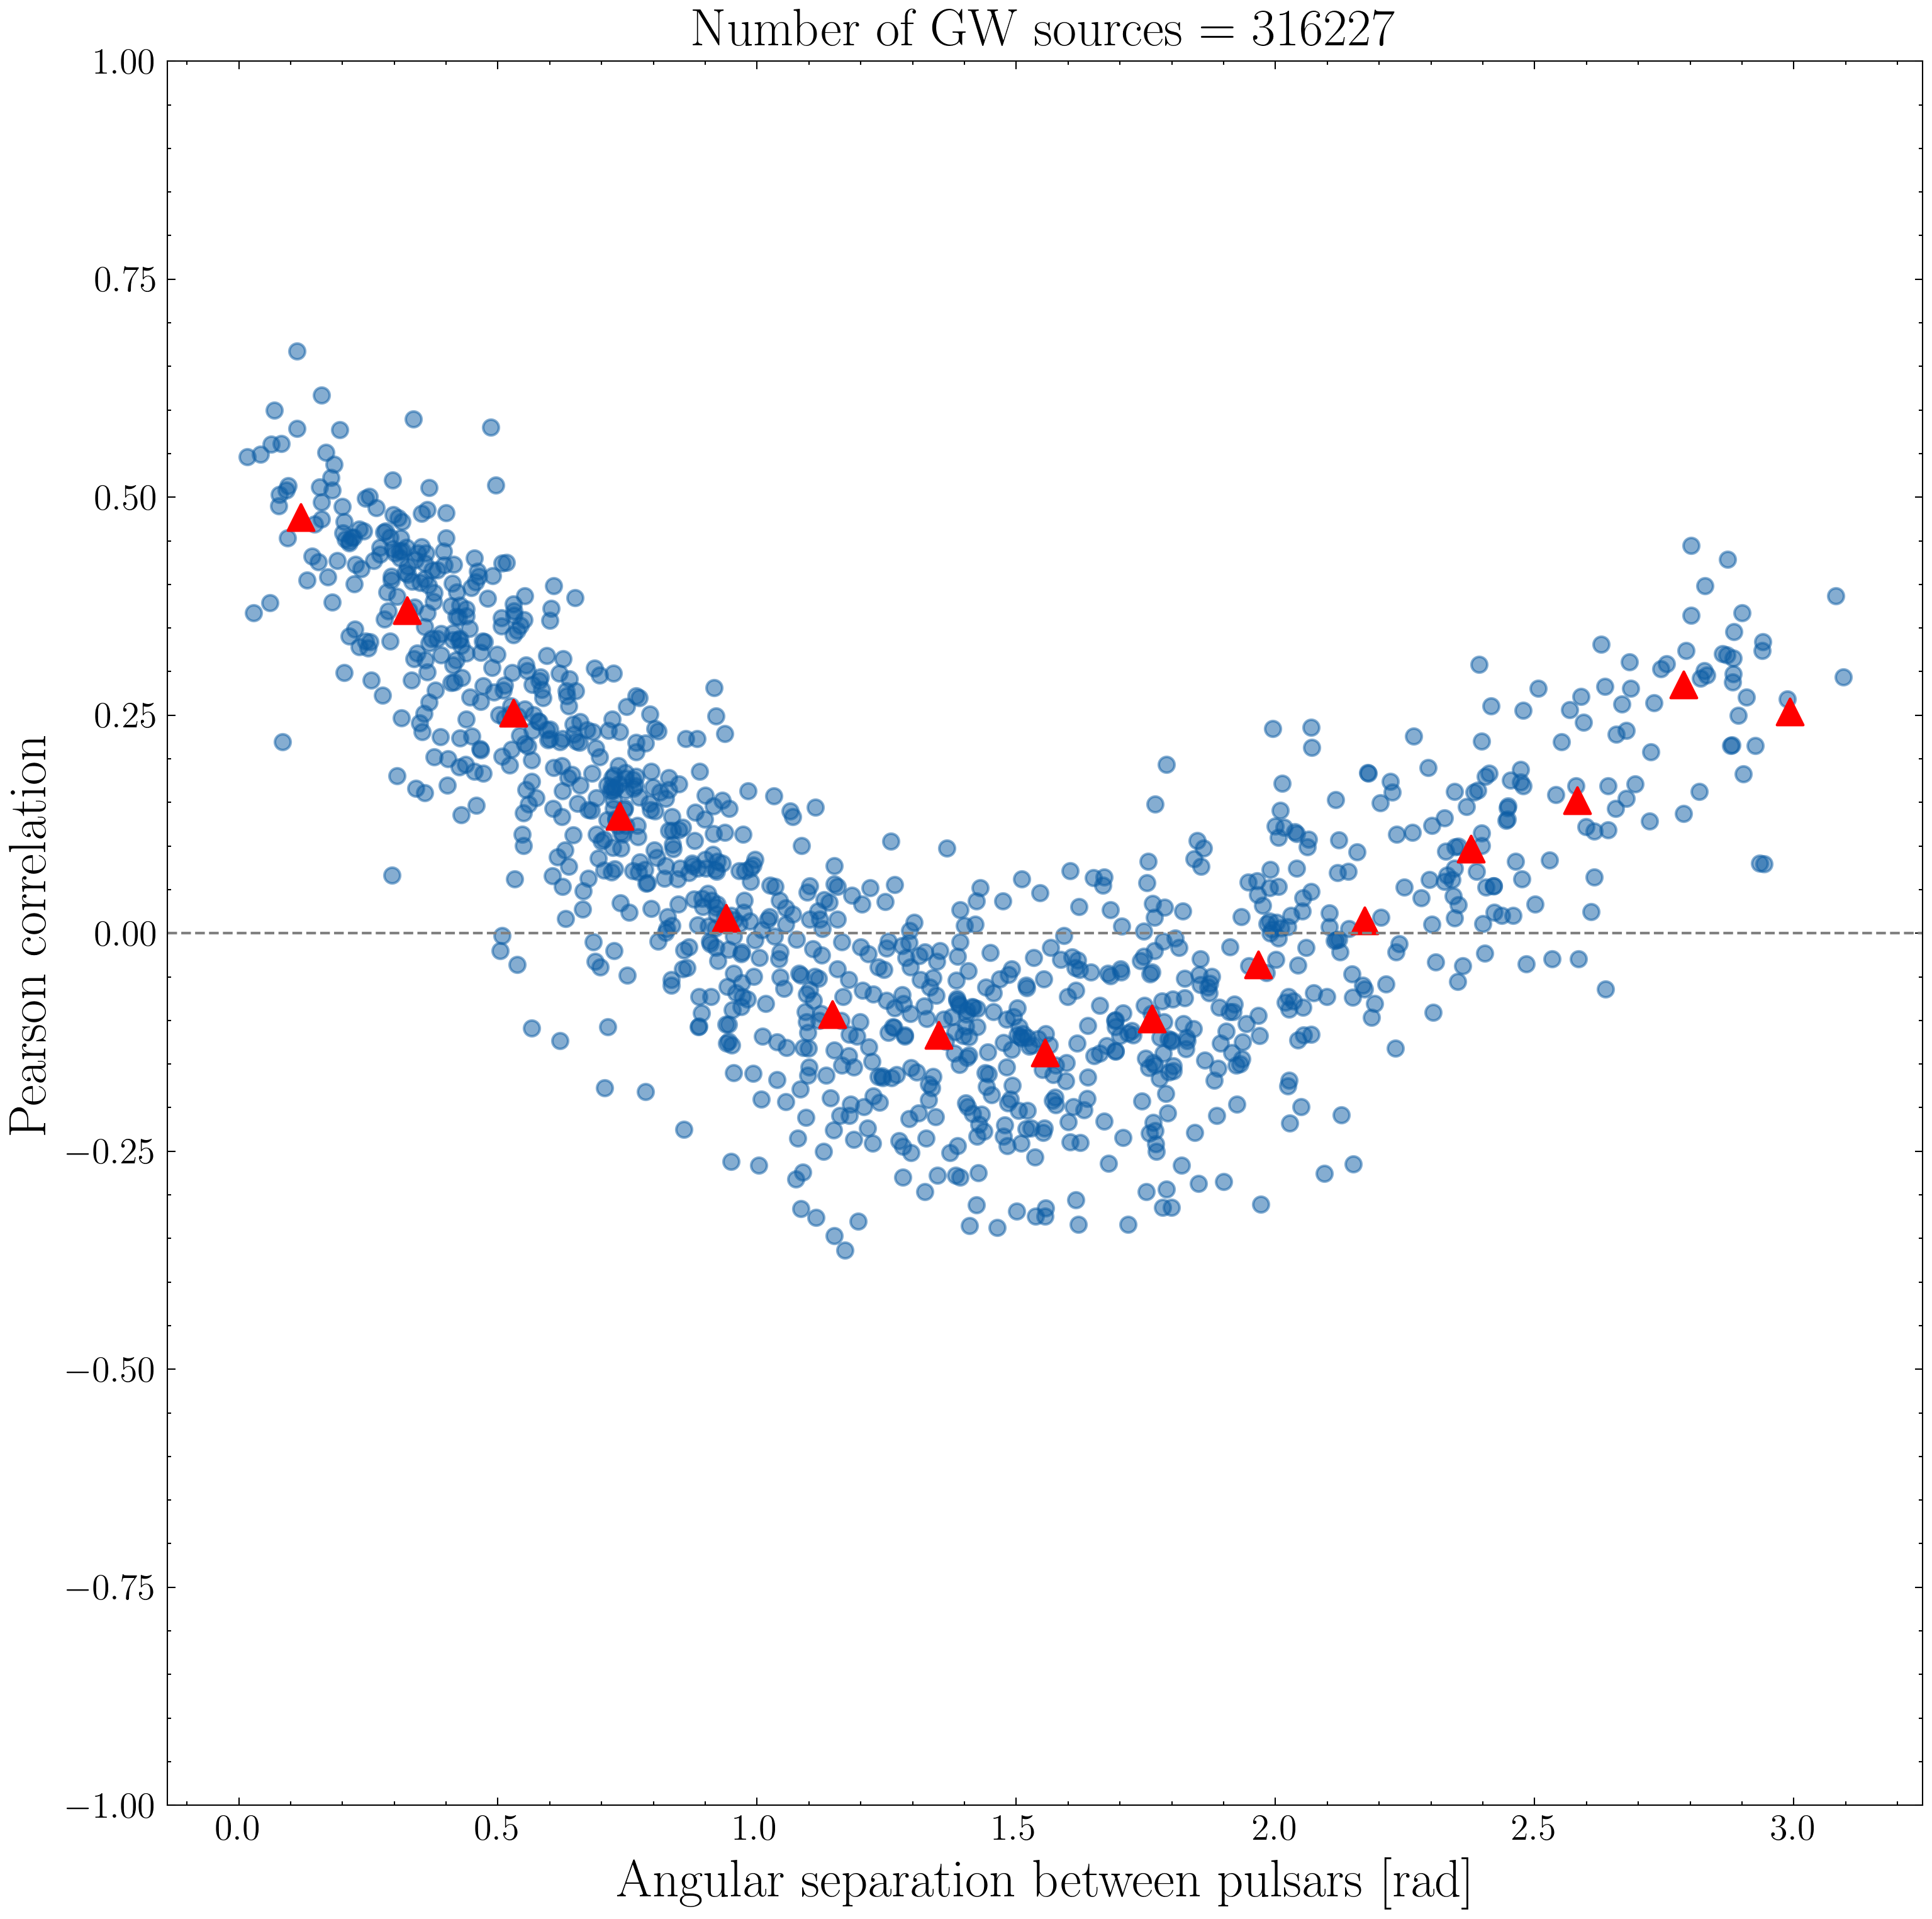 Number of GW sources = 316227
1.00
0.75
0.50
0.25
0.00
−0.25
−0.50
−0.75
−1.00
Pearson correlation
0.0 0.5 1.0 1.5 2.0 2.5 3.0
Angular separation between pulsars [rad]